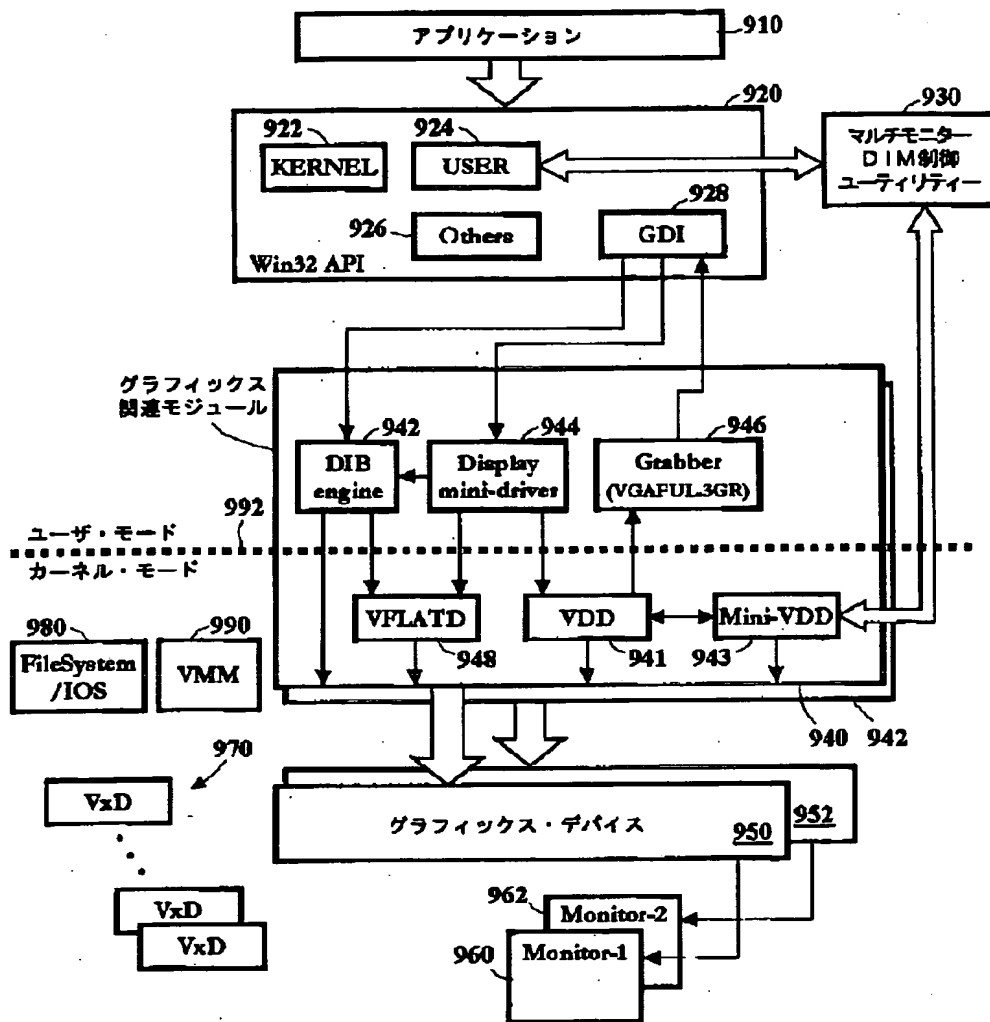 アプリケーション
910
920
930
922
924
マルチモニター
DIM制御
ユーティリティー
KERNEL
USER
928
926
Others
GDI
Win32 API
グラフィックス
関連モジュール
942
944
946
DIB
engine
Display
mini-driver
Grabber
(VGAFUL.3GR)
992
ユーザ・モード
カーネル・モード
980
990
VFLATD
VDD
Mini-VDD
FileSystem
/IOS
VMM
948
941
943
940
942
970
VxD
グラフィックス・デバイス
950
952
VxD
VxD
962
Monitor-2
960
Monitor-1